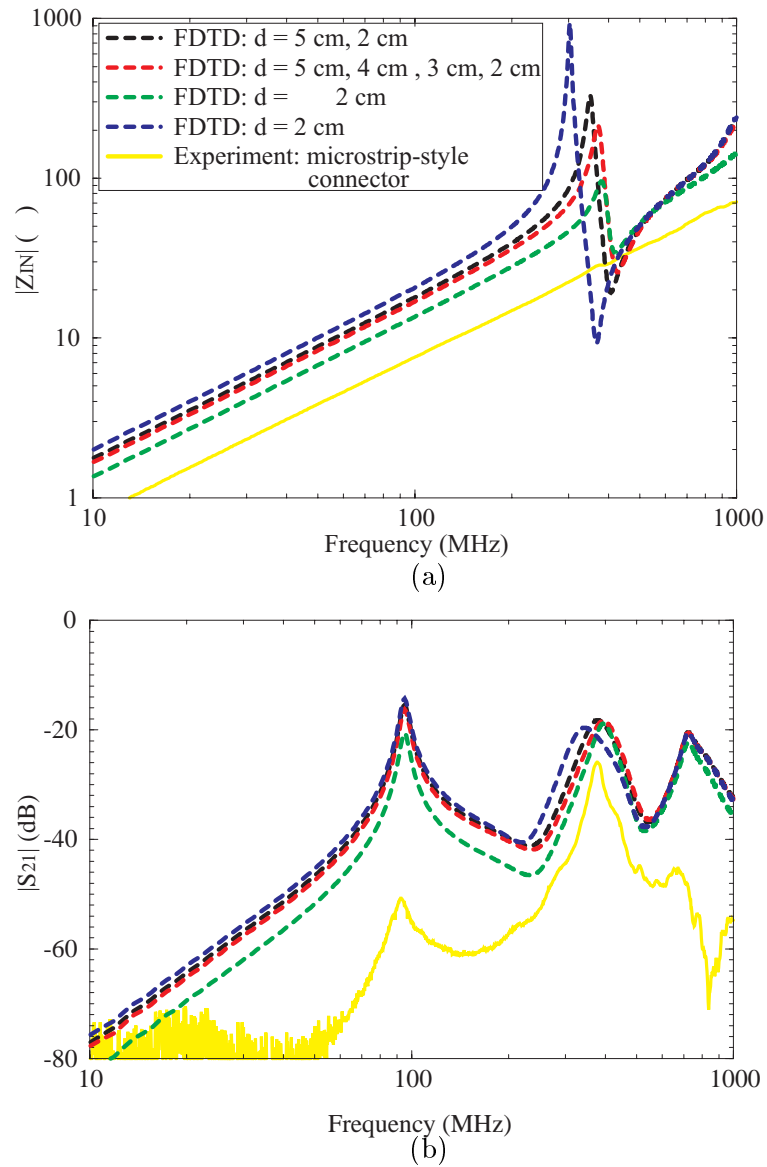 1000
100
10
1
|Z_IN| ( )
FDTD: d = 5 cm, 2 cm
FDTD: d = 5 cm, 4 cm , 3 cm, 2 cm
FDTD: d = 2 cm
FDTD: d = 2 cm
Experiment: microstrip-style
connector
10 100 1000
Frequency (MHz)
(a)
0
-20
-40
-60
-80
|S21| (dB)
10 100 1000
Frequency (MHz)
(b)